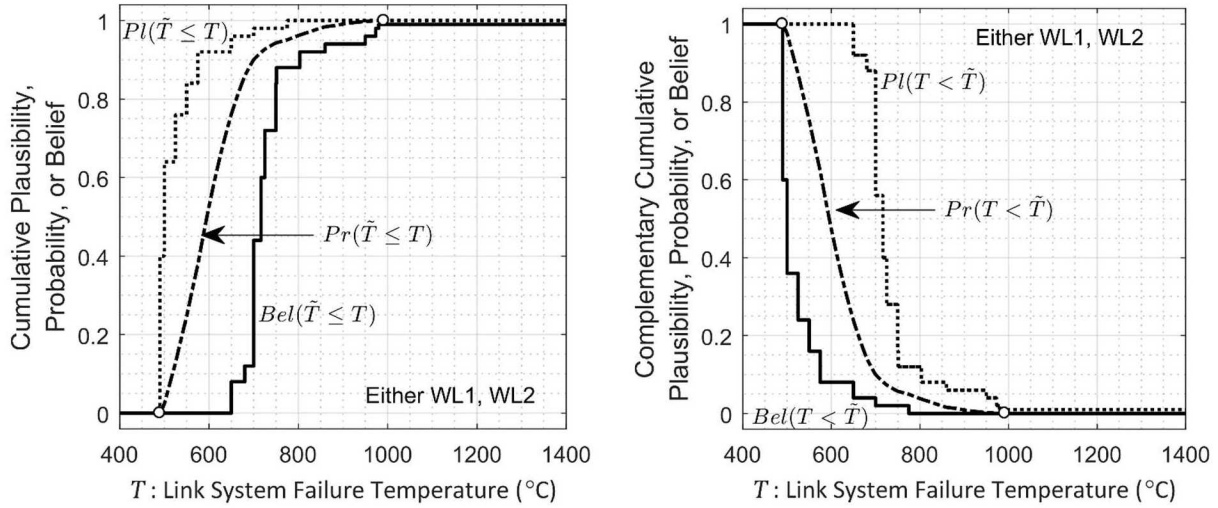 Cumulative Plausibility,
Probability, or Belief
1
0.8
0.6
0.4
0.2
0
Pl(T̃ ≤ T)
Pr(T̃ ≤ T)
Bel(T̃ ≤ T)
Either WL1, WL2
400 600 800 1000 1200 1400
T : Link System Failure Temperature (°C)
Complementary Cumulative
Plausibility, Probability, or Belief
1
0.8
0.6
0.4
0.2
0
Either WL1, WL2
Pl(T < T̃)
Pr(T < T̃)
Bel(T < T̃)
400 600 800 1000 1200 1400
T : Link System Failure Temperature (°C)